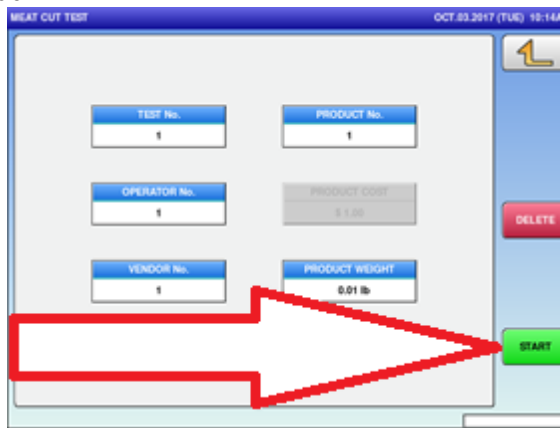 MEAT CUT TEST OCT.03.2017 (TUE) 10:14A
TEST No. PRODUCT No.
1 1
OPERATOR No. PRODUCT COST
1 $ 1.00
DELETE
VENDOR No. PRODUCT WEIGHT
1 0.01 lb
START